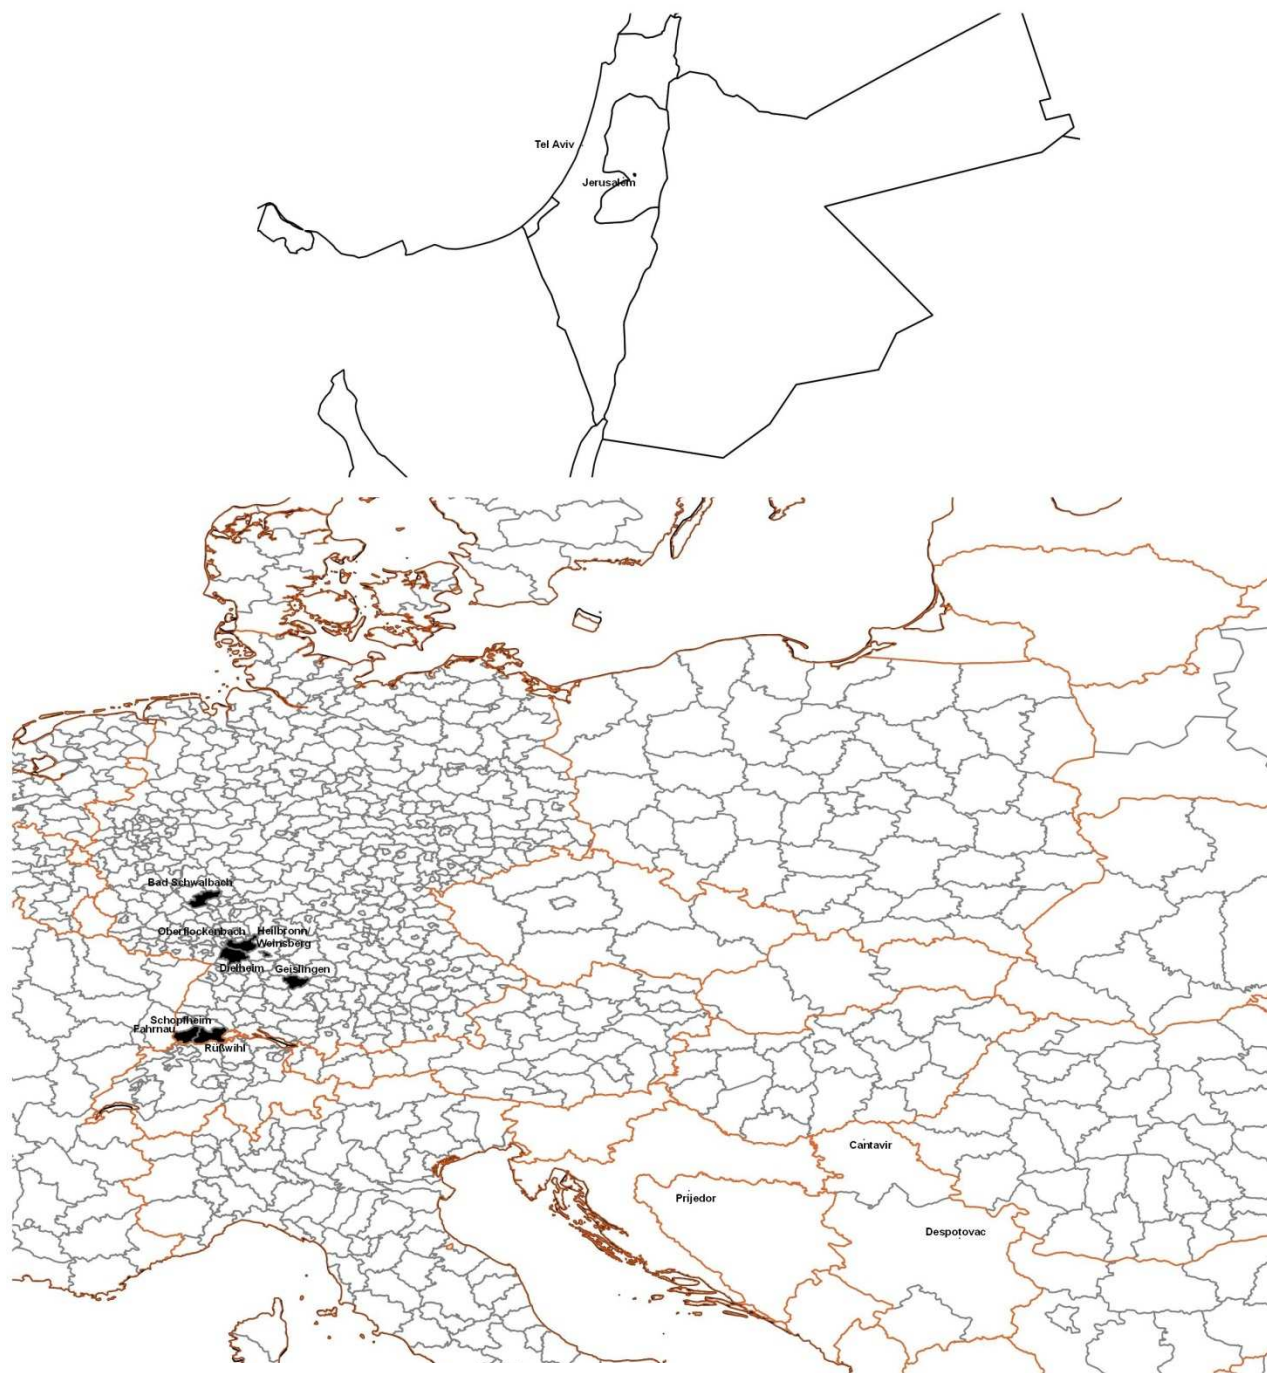 Tel Aviv
Jerusalem
Bad Schwalbach
Oberflockenbach
Heilbronn/
Weinsberg
Dielheim
Geislingen
Schopfheim
Fahrnau
Rüßwihl
Cantavir
Prijedor
Despotovac